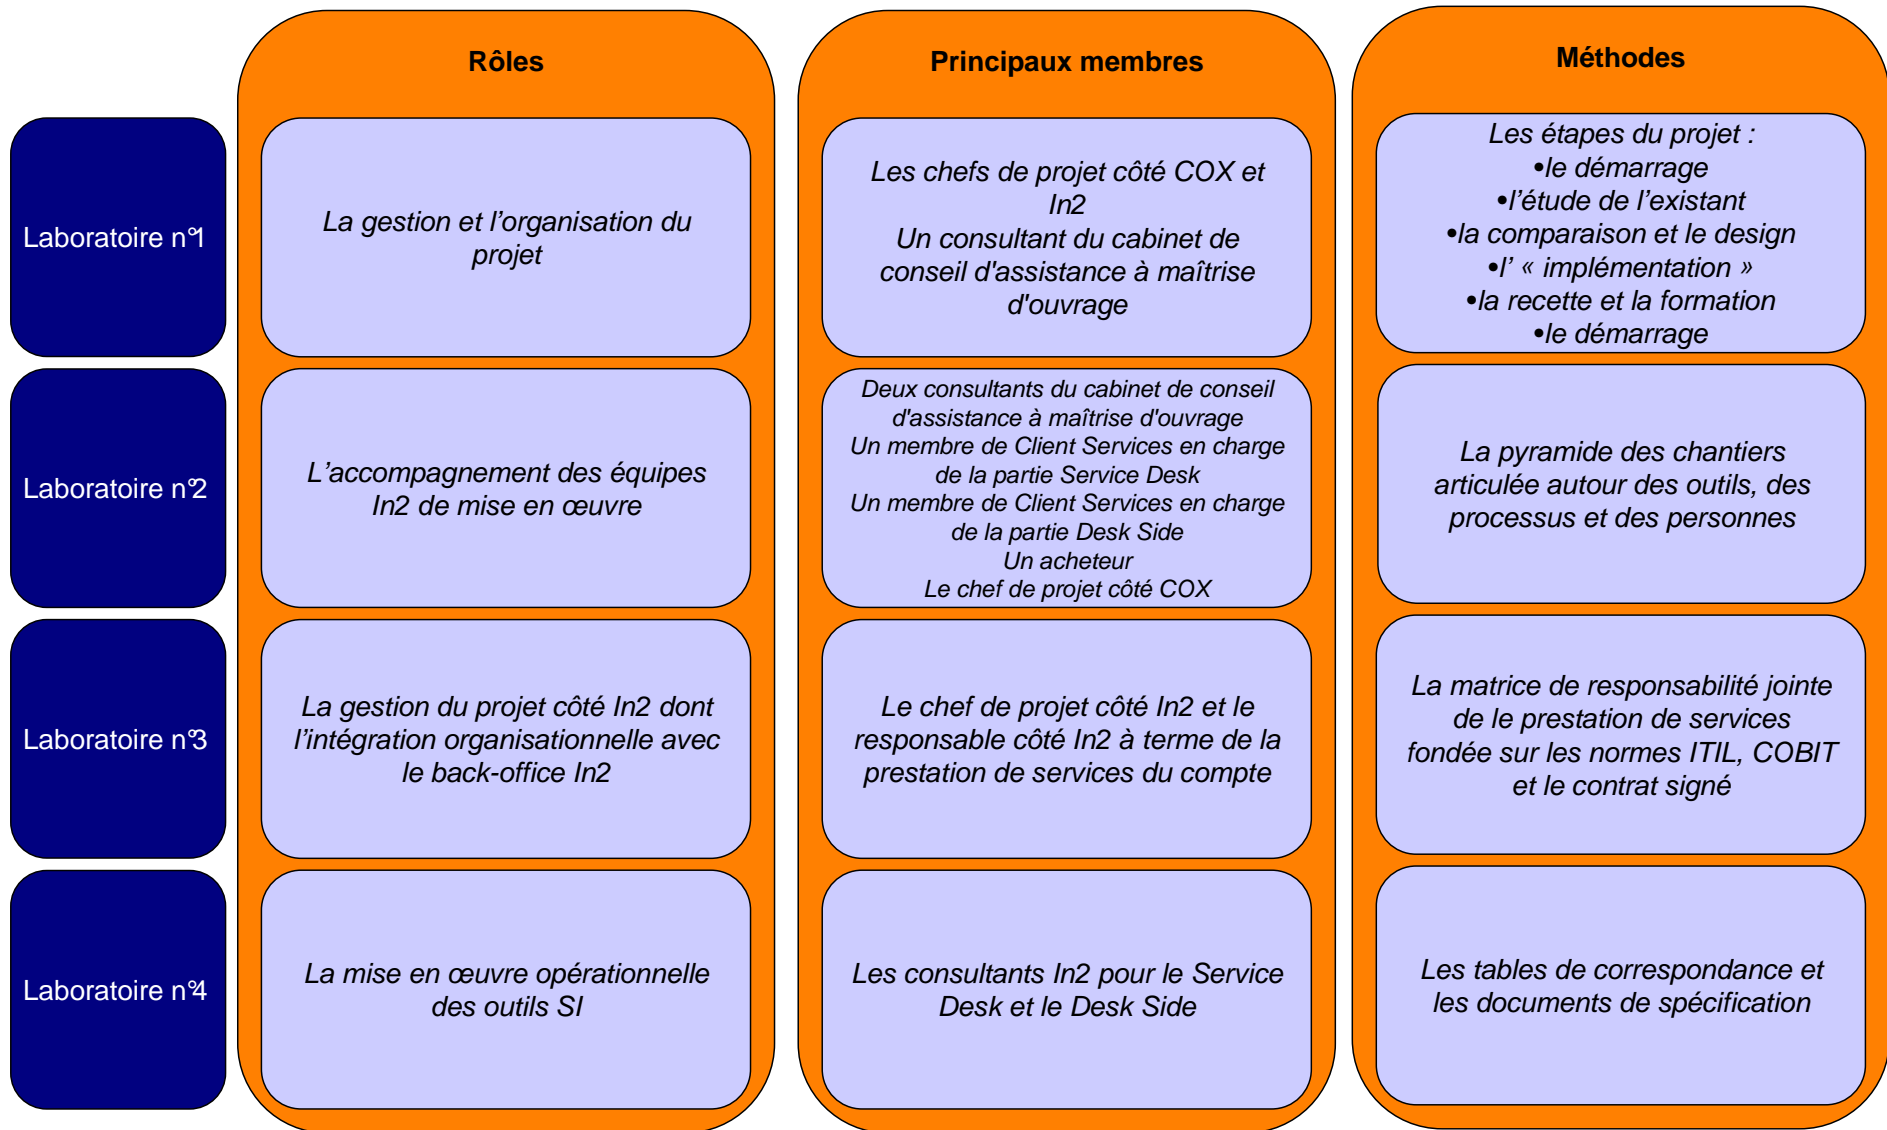 Rôles
Principaux membres
Méthodes
Laboratoire n°1
La gestion et l’organisation du
projet
Les chefs de projet côté COX et
In2
Un consultant du cabinet de
conseil d'assistance à maîtrise
d'ouvrage
Les étapes du projet :
•le démarrage
•l’étude de l’existant
•la comparaison et le design
•l’ « implémentation »
•la recette et la formation
•le démarrage
Laboratoire n°2
L’accompagnement des équipes
In2 de mise en œuvre
Deux consultants du cabinet de conseil
d'assistance à maîtrise d'ouvrage
Un membre de Client Services en charge
de la partie Service Desk
Un membre de Client Services en charge
de la partie Desk Side
Un acheteur
Le chef de projet côté COX
La pyramide des chantiers
articulée autour des outils, des
processus et des personnes
Laboratoire n°3
La gestion du projet côté In2 dont
l’intégration organisationnelle avec
le back-office In2
Le chef de projet côté In2 et le
responsable côté In2 à terme de la
prestation de services du compte
La matrice de responsabilité jointe
de le prestation de services
fondée sur les normes ITIL, COBIT
et le contrat signé
Laboratoire n°4
La mise en œuvre opérationnelle
des outils SI
Les consultants In2 pour le Service
Desk et le Desk Side
Les tables de correspondance et
les documents de spécification